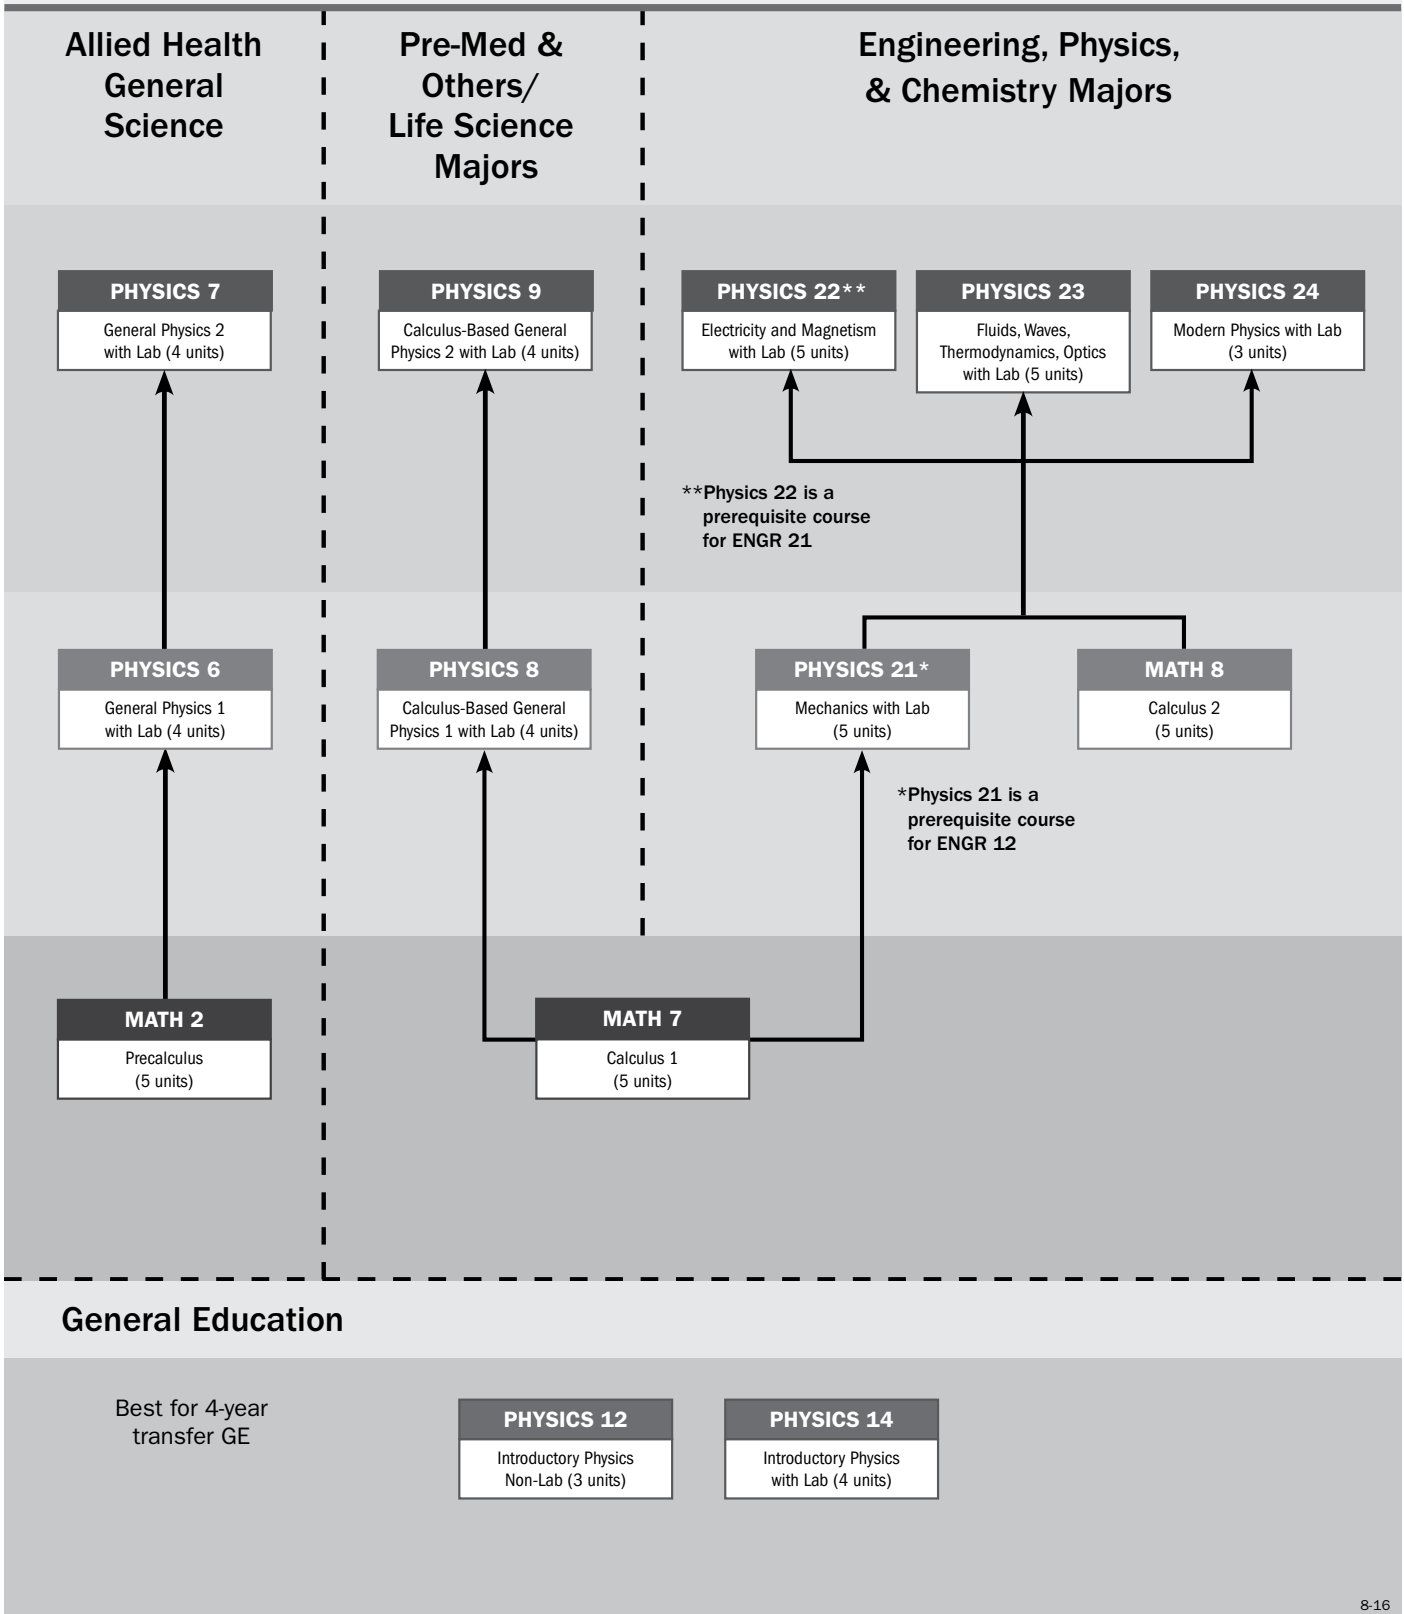 Allied Health
General
Science
Pre-Med &
Others/
Life Science
Majors
Engineering, Physics,
& Chemistry Majors
PHYSICS 7
General Physics 2
with Lab (4 units)
PHYSICS 9
Calculus-Based General
Physics 2 with Lab (4 units)
PHYSICS 22**
Electricity and Magnetism
with Lab (5 units)
PHYSICS 23
Fluids, Waves,
Thermodynamics, Optics
with Lab (5 units)
PHYSICS 24
Modern Physics with Lab
(3 units)
**Physics 22 is a
prerequisite course
for ENGR 21
PHYSICS 6
General Physics 1
with Lab (4 units)
PHYSICS 8
Calculus-Based General
Physics 1 with Lab (4 units)
PHYSICS 21*
Mechanics with Lab
(5 units)
MATH 8
Calculus 2
(5 units)
*Physics 21 is a
prerequisite course
for ENGR 12
MATH 2
Precalculus
(5 units)
MATH 7
Calculus 1
(5 units)
General Education
Best for 4-year
transfer GE
PHYSICS 12
Introductory Physics
Non-Lab (3 units)
PHYSICS 14
Introductory Physics
with Lab (4 units)
8-16